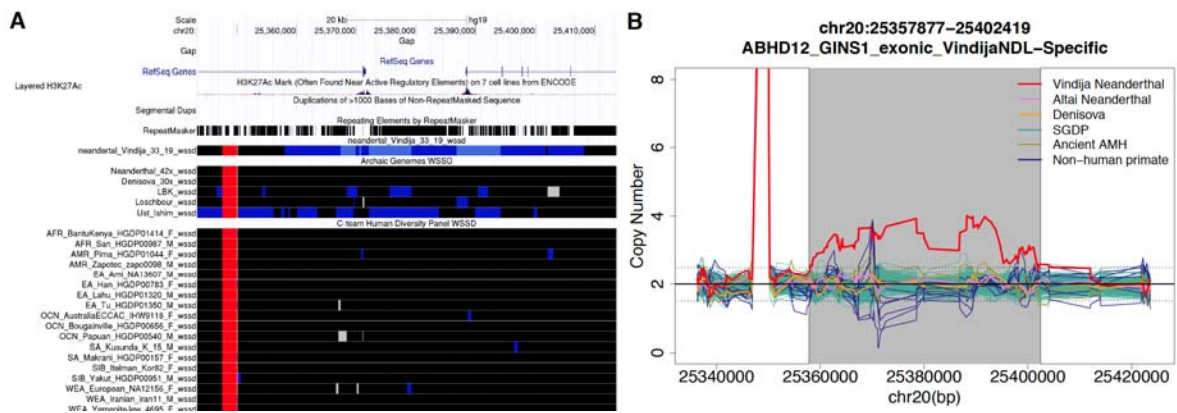 A
Scale
20 kb
hg19
chr20:
25,360,000
25,370,000
25,380,000
25,390,000
25,400,000
25,410,000
Gap
Gap
RefSeq Genes
RefSeq Genes
H3K27Ac Mark (Often Found Near Active Regulatory Elements) on 7 cell lines from ENCODE
Layered H3K27Ac
Duplications of >1000 Bases of Non-RepeatMasked Sequence
Segmental Dups
Repeating Elements by RepeatMasker
RepeatMasker
neandertal_Vindija_33_19_wssd
neandertal_Vindija_33_19_wssd
Archaic Genomes WSSD
Neanderthal_42x_wssd
Denisova_30x_wssd
LBK_wssd
Loschbour_wssd
Ust_Ishim_wssd
C-team Human Diversity Panel WSSD
AFR_BantuKenya_HGDP01414_F_wssd
AFR_San_HGDP00987_M_wssd
AMR_Pima_HGDP01044_F_wssd
AMR_Zapotec_zapo0098_M_wssd
EA_Ami_NA13607_M_wssd
EA_Han_HGDP00783_F_wssd
EA_Lahu_HGDP01320_M_wssd
EA_Tu_HGDP01350_M_wssd
OCN_AustraliaECCAC_IHW9118_F_wssd
OCN_Bougainville_HGDP00656_F_wssd
OCN_Papuan_HGDP00540_M_wssd
SA_Kusunda_K_15_M_wssd
SA_Makrani_HGDP00157_F_wssd
SIB_Itelman_Kor82_F_wssd
SIB_Yakut_HGDP00951_M_wssd
WEA_European_NA12156_F_wssd
WEA_Iranian_iran11_M_wssd
WEA_YemeniteJew_4695_F_wssd
B
chr20:25357877-25402419
ABHD12_GINS1_exonic_VindijaNDL-Specific
Copy Number
8
6
4
2
0
Vindija Neanderthal
Altai Neanderthal
Denisova
SGDP
Ancient AMH
Non-human primate
25340000
25360000
25380000
25400000
25420000
chr20(bp)